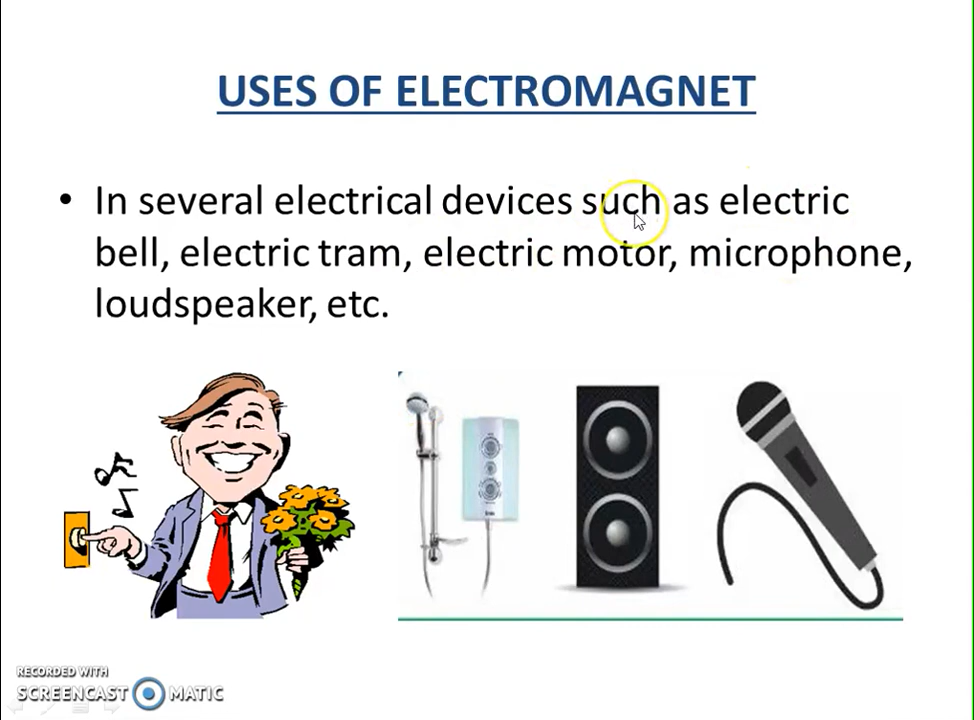 USES OF ELECTROMAGNET
• In several electrical devices such as electric
bell, electric tram, electric motor, microphone,
loudspeaker, etc.
RECORDED WITH
SCREENCAST MATIC